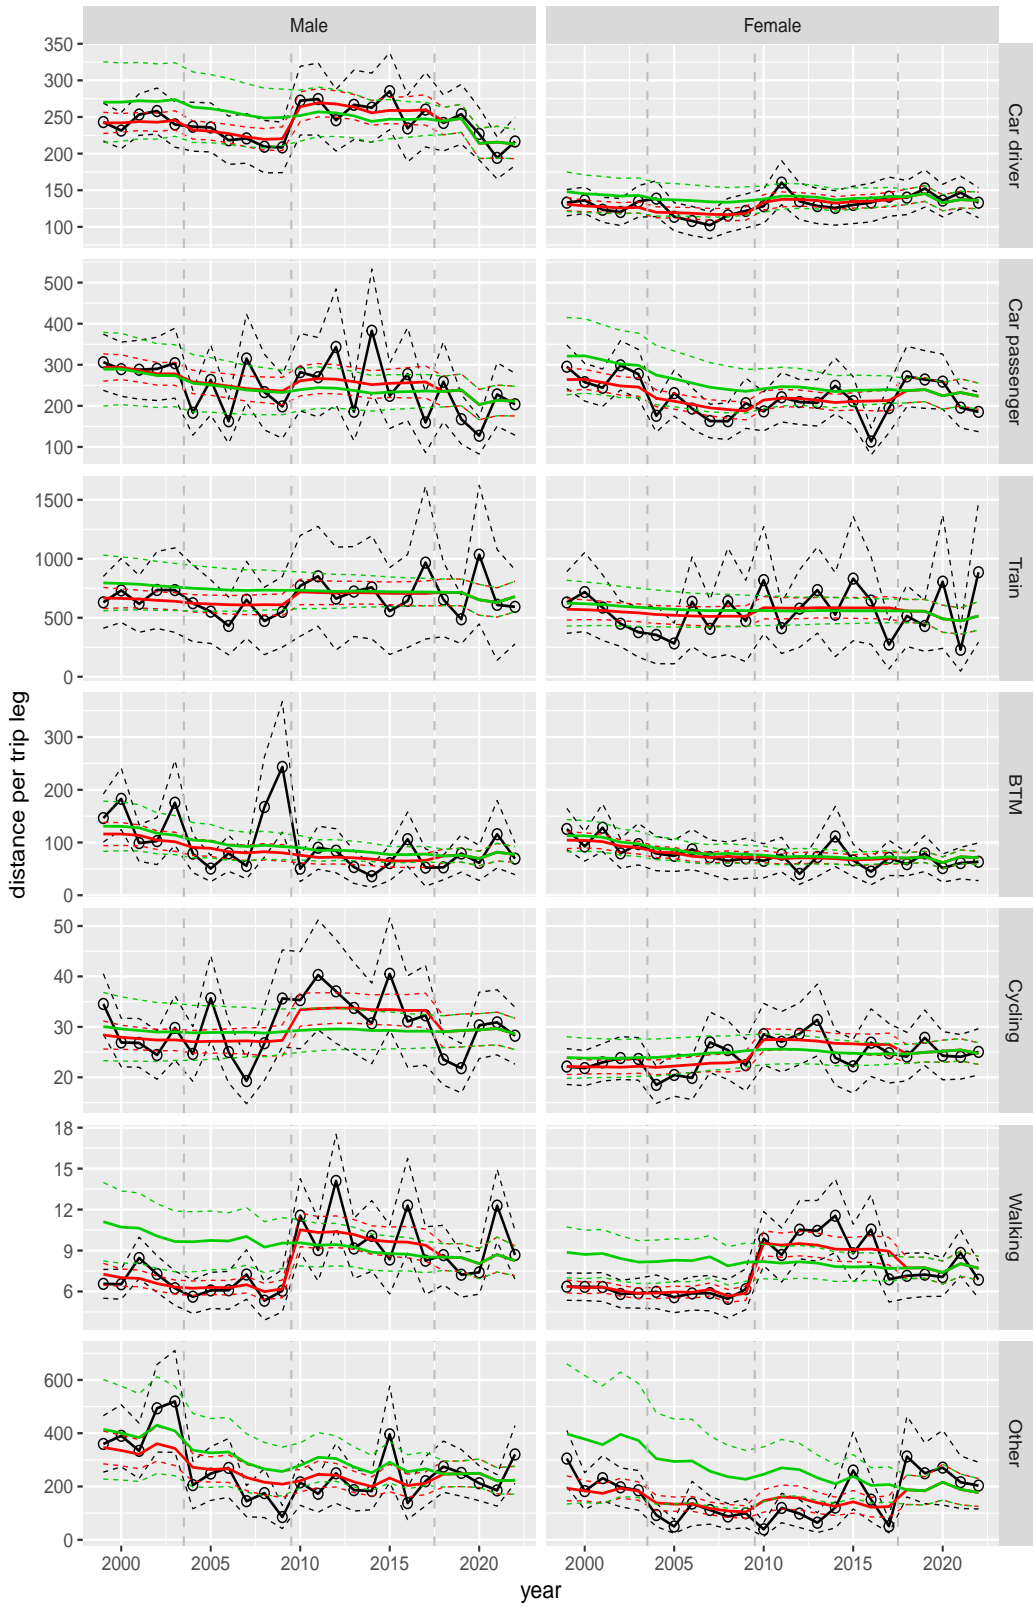 Male Female
350
300
250
200
150
100
Car driver
500
400
300
200
100
Car passenger
1500
1000
500
0
Train
300
200
100
0
BTM
50
40
30
20
Cycling
18
15
12
9
6
Walking
600
400
200
0
Other
distance per trip leg
2000 2005 2010 2015 2020 2000 2005 2010 2015 2020
year